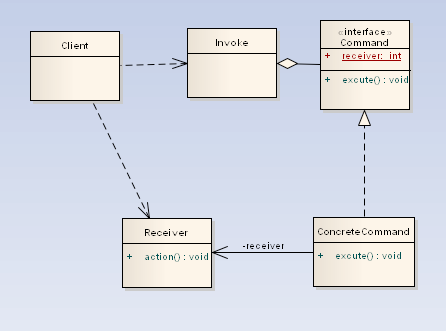 Client
Invoke
«interface»
Command
+ receiver: int
+ excute() : void
Receiver
+ action() : void
-receiver
ConcreteCommand
+ excute() : void